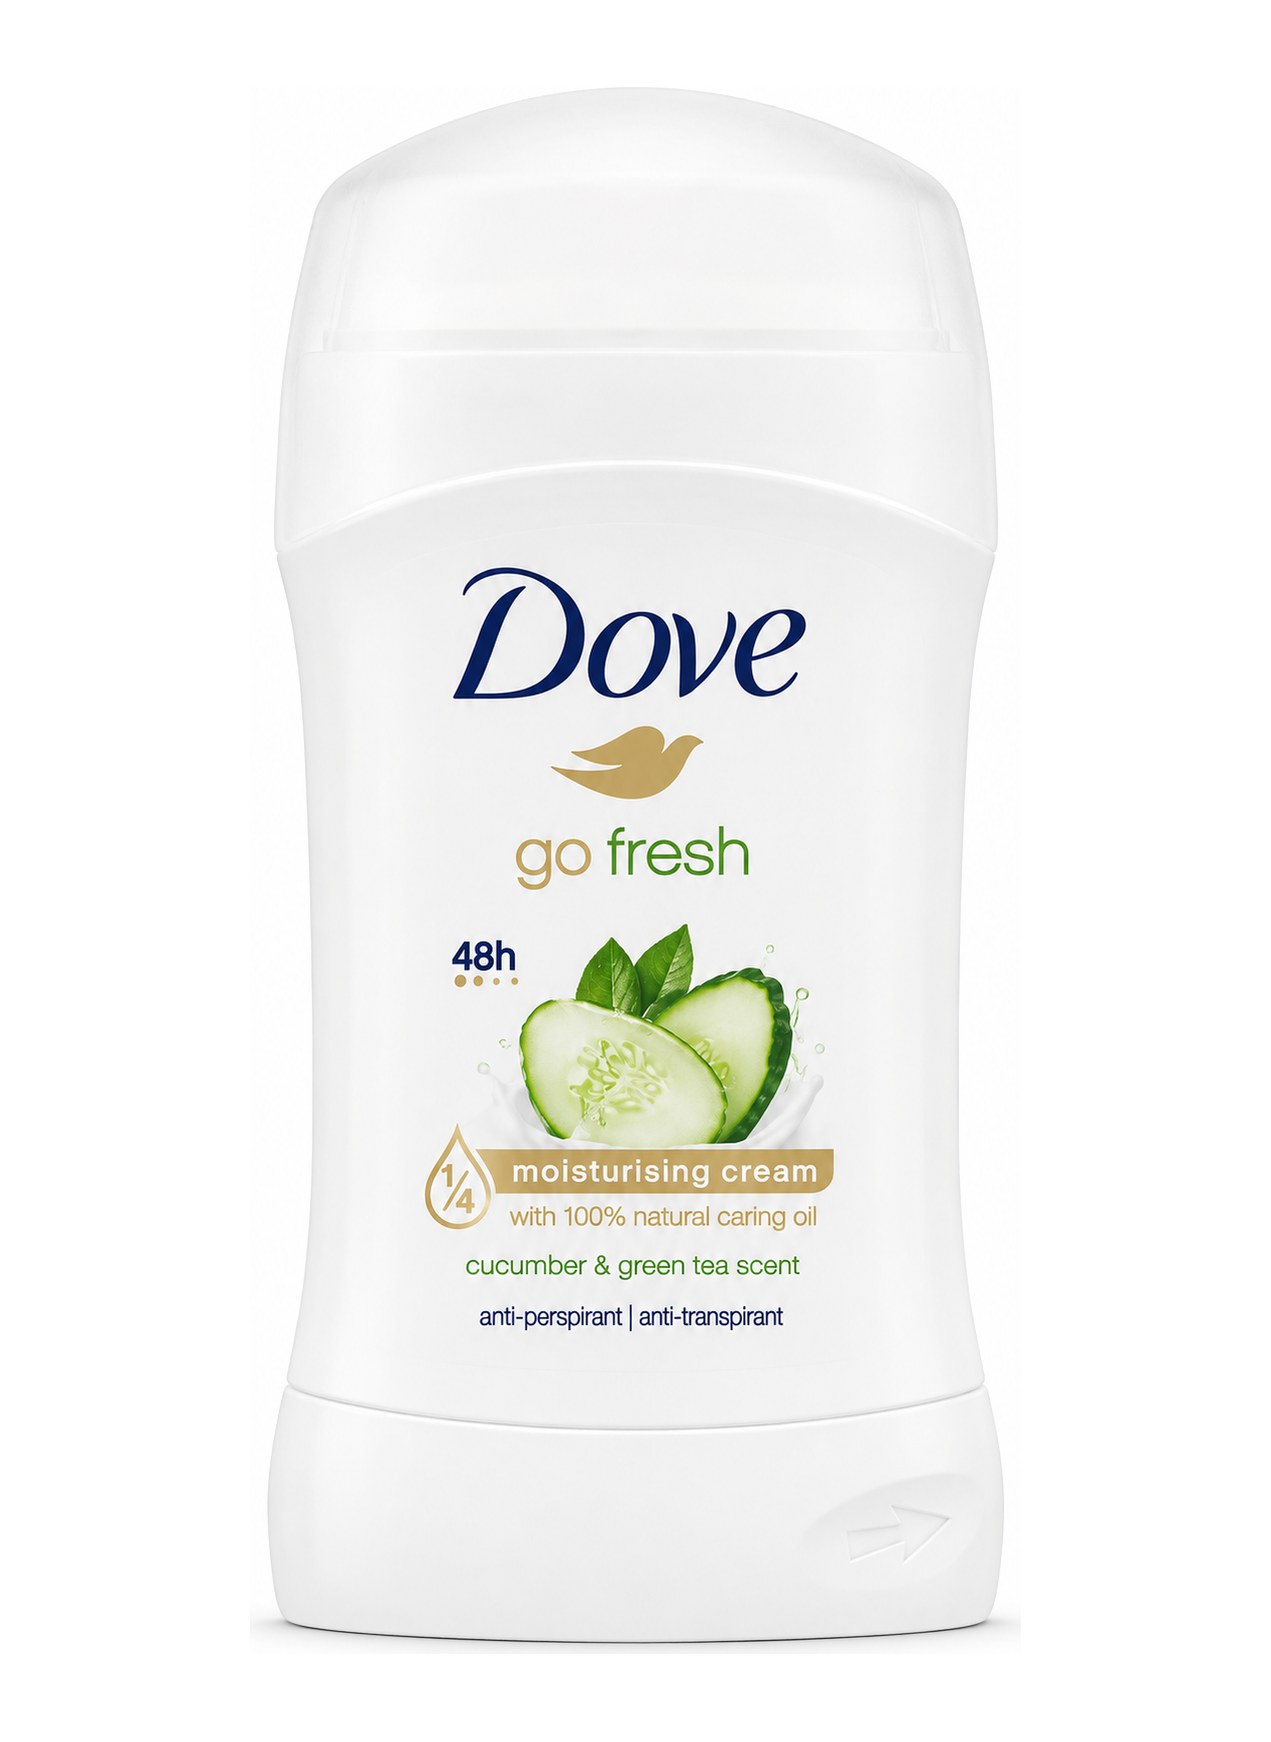 Dove
go fresh
48h
1/4
moisturising cream
with 100% natural caring oil
cucumber & green tea scent
anti-perspirant | anti-transpirant